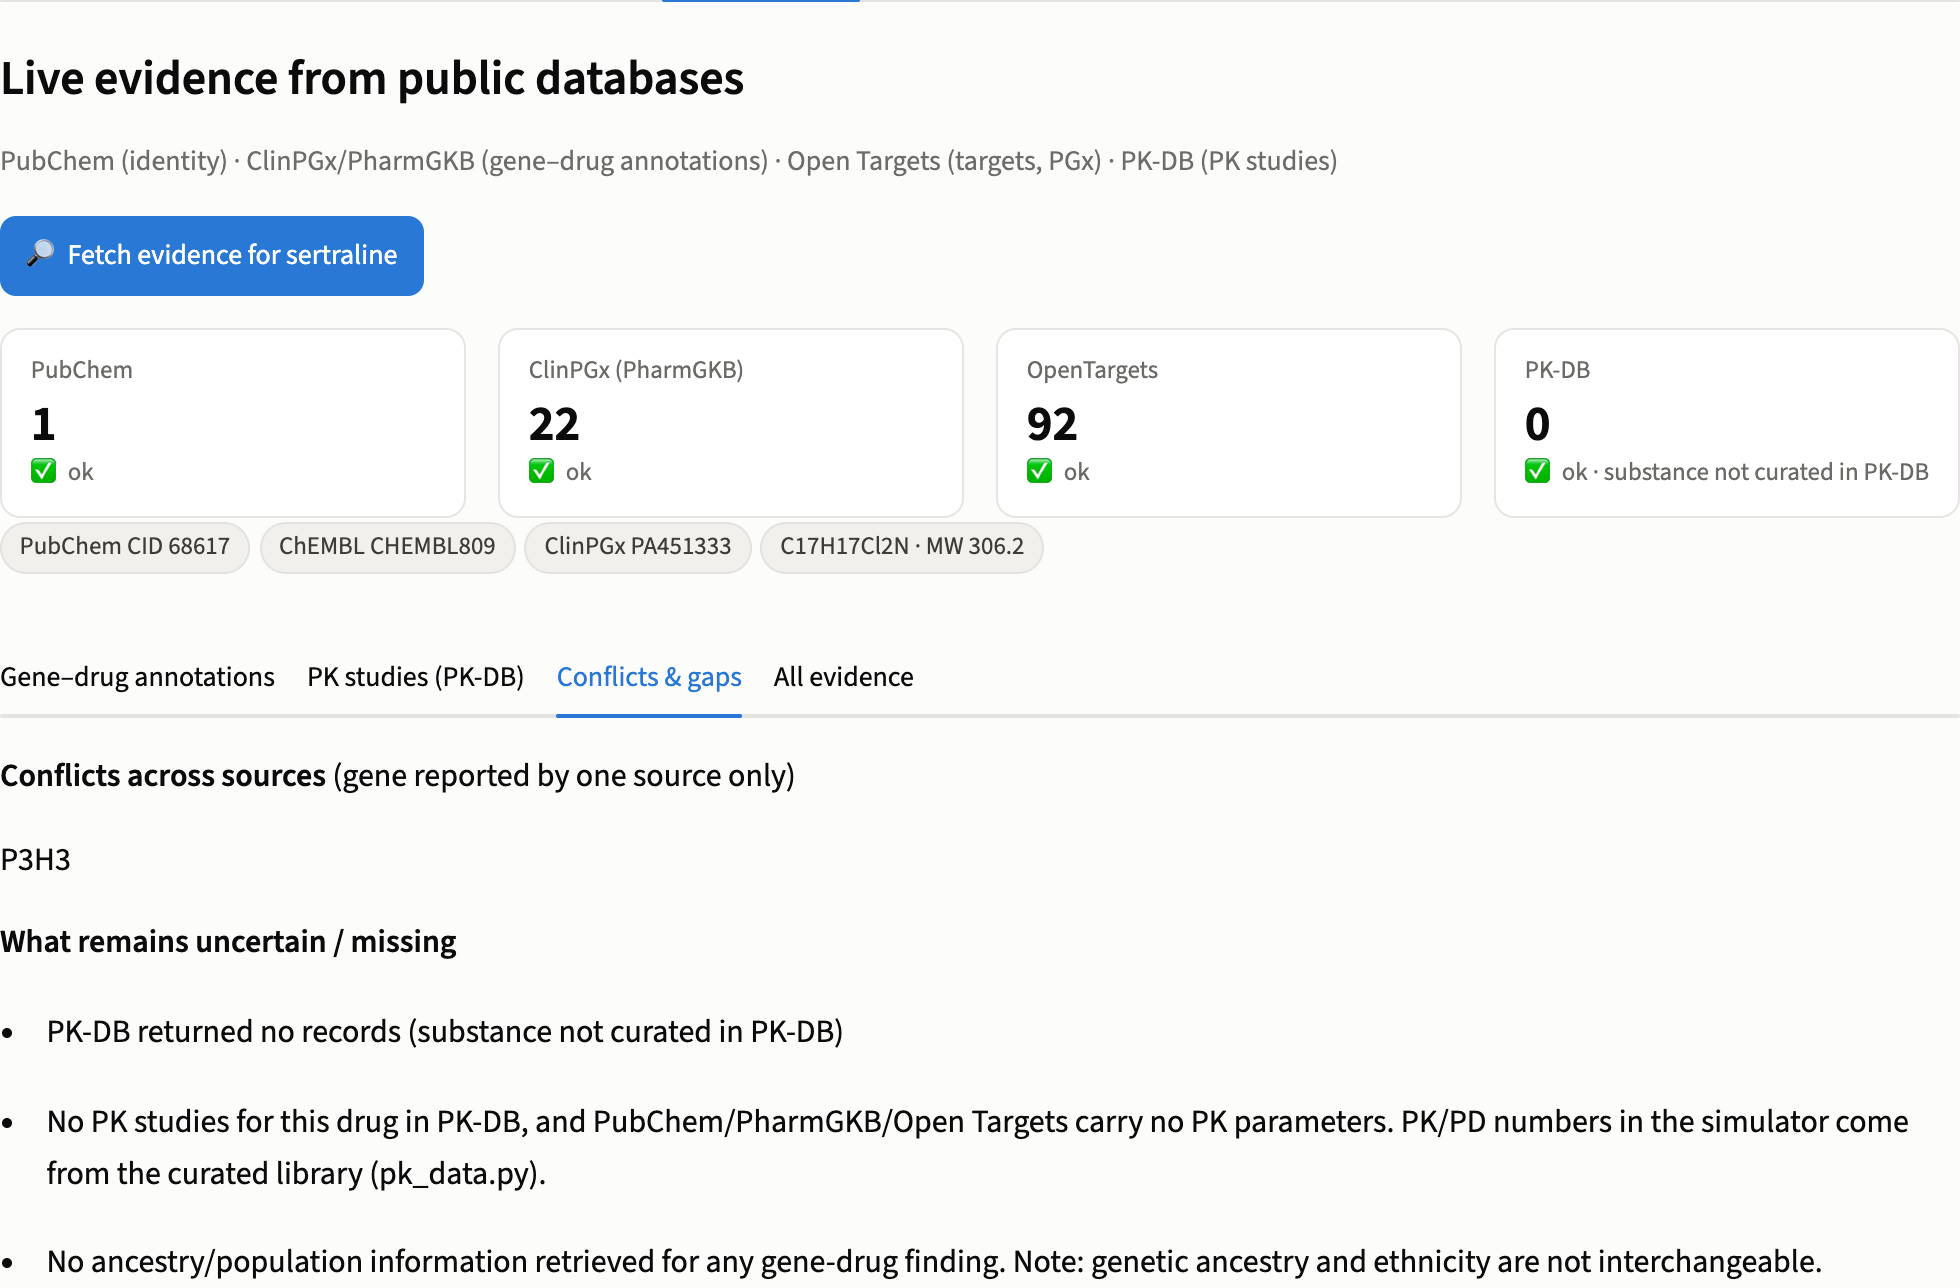 Live evidence from public databases
PubChem (identity) · ClinPGx/PharmGKB (gene–drug annotations) · Open Targets (targets, PGx) · PK-DB (PK studies)
🔎 Fetch evidence for sertraline
PubChem
1
✅ ok
ClinPGx (PharmGKB)
22
✅ ok
OpenTargets
92
✅ ok
PK-DB
0
✅ ok · substance not curated in PK-DB
PubChem CID 68617
ChEMBL CHEMBL809
ClinPGx PA451333
C17H17Cl2N · MW 306.2
Gene–drug annotations
PK studies (PK-DB)
Conflicts & gaps
All evidence
Conflicts across sources (gene reported by one source only)
P3H3
What remains uncertain / missing
• PK-DB returned no records (substance not curated in PK-DB)
• No PK studies for this drug in PK-DB, and PubChem/PharmGKB/Open Targets carry no PK parameters. PK/PD numbers in the simulator come
from the curated library (pk_data.py).
• No ancestry/population information retrieved for any gene-drug finding. Note: genetic ancestry and ethnicity are not interchangeable.